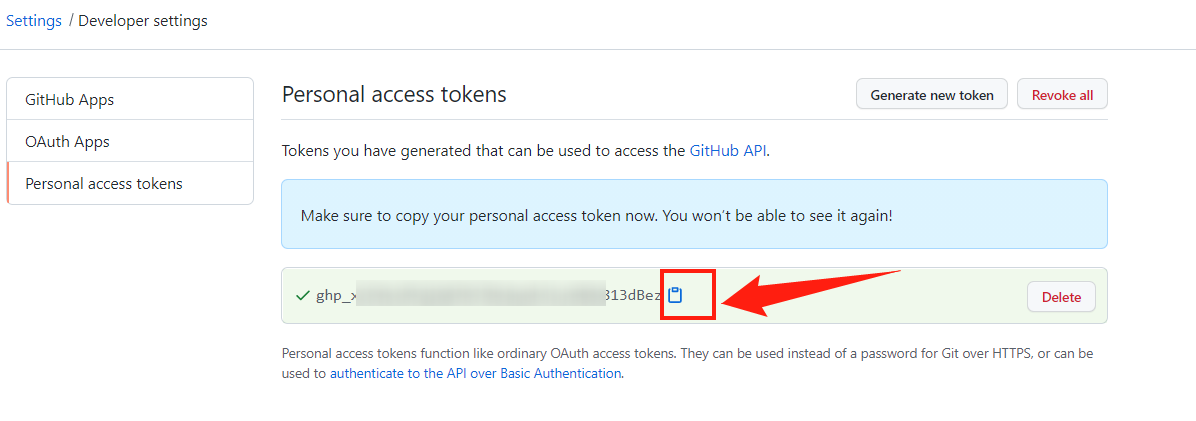 Settings / Developer settings
GitHub Apps
OAuth Apps
Personal access tokens
Personal access tokens
Generate new token
Revoke all
Tokens you have generated that can be used to access the GitHub API.
Make sure to copy your personal access token now. You won't be able to see it again!
ghp_x 313dBez
Delete
Personal access tokens function like ordinary OAuth access tokens. They can be used instead of a password for Git over HTTPS, or can be
used to authenticate to the API over Basic Authentication.